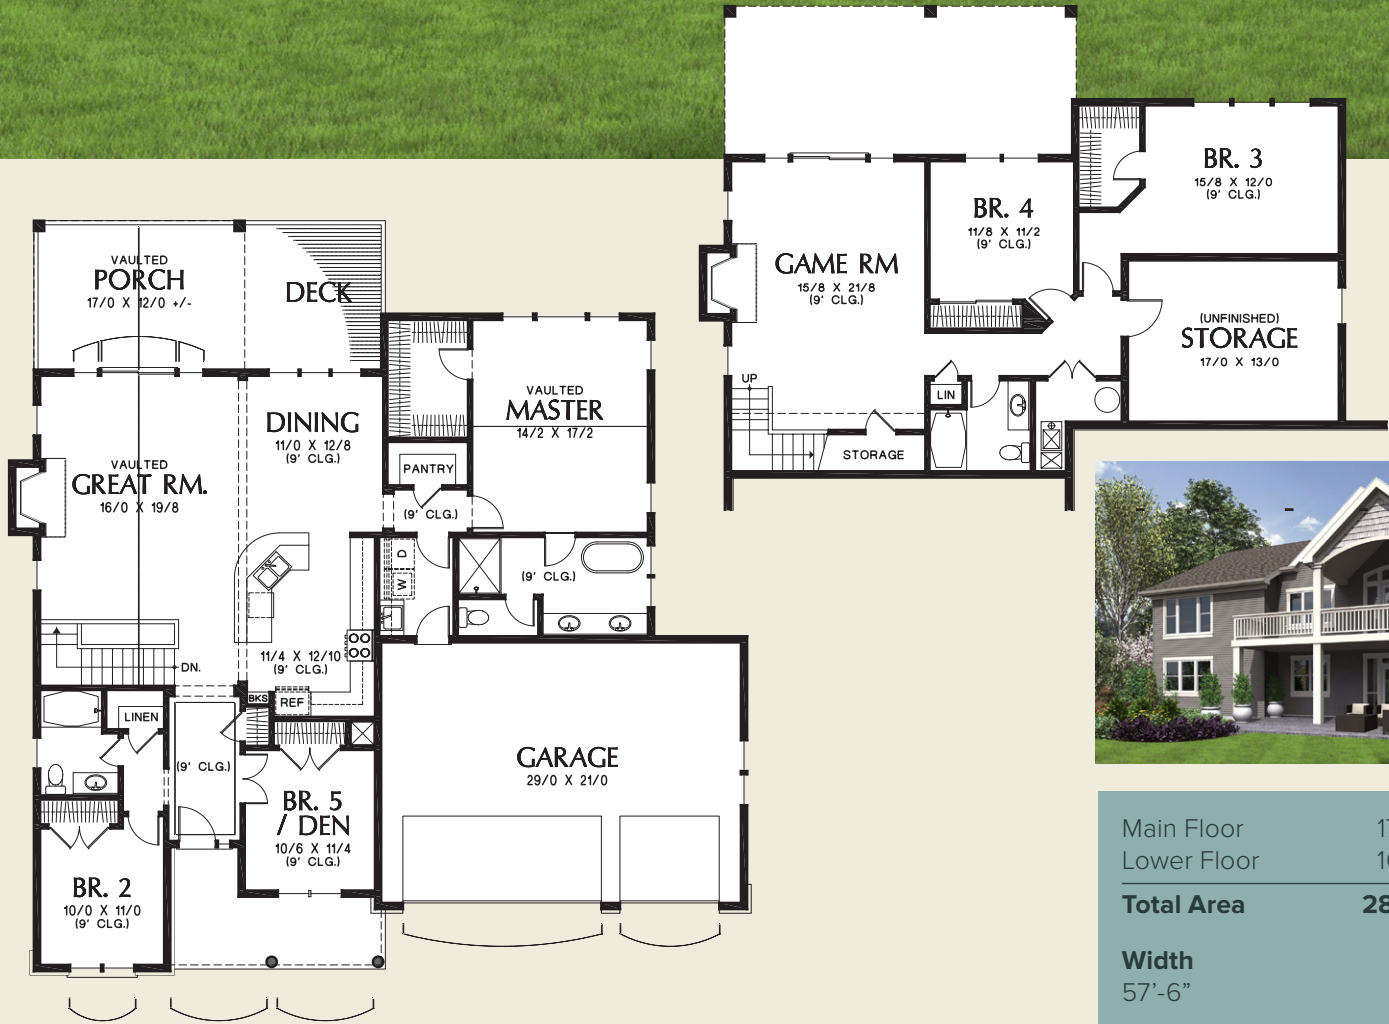 VAULTED
PORCH
17/0 X 12/0 +/-
DECK
VAULTED
MASTER
14/2 X 17/2
DINING
11/0 X 12/8
(9' CLG.)
PANTRY
(9' CLG.)
VAULTED
GREAT RM.
16/0 X 19/8
D
W
(9' CLG.)
DN.
11/4 X 12/10
(9' CLG.)
BKS
REF
LINEN
(9' CLG.)
GARAGE
29/0 X 21/0
BR. 5
/ DEN
10/6 X 11/4
(9' CLG.)
BR. 2
10/0 X 11/0
(9' CLG.)
BR. 3
15/8 X 12/0
(9' CLG.)
BR. 4
11/8 X 11/2
(9' CLG.)
GAME RM
15/8 X 21/8
(9' CLG.)
(UNFINISHED)
STORAGE
17/0 X 13/0
UP
LIN
STORAGE
Main Floor
Lower Floor
Total Area 28
Width
57'-6”